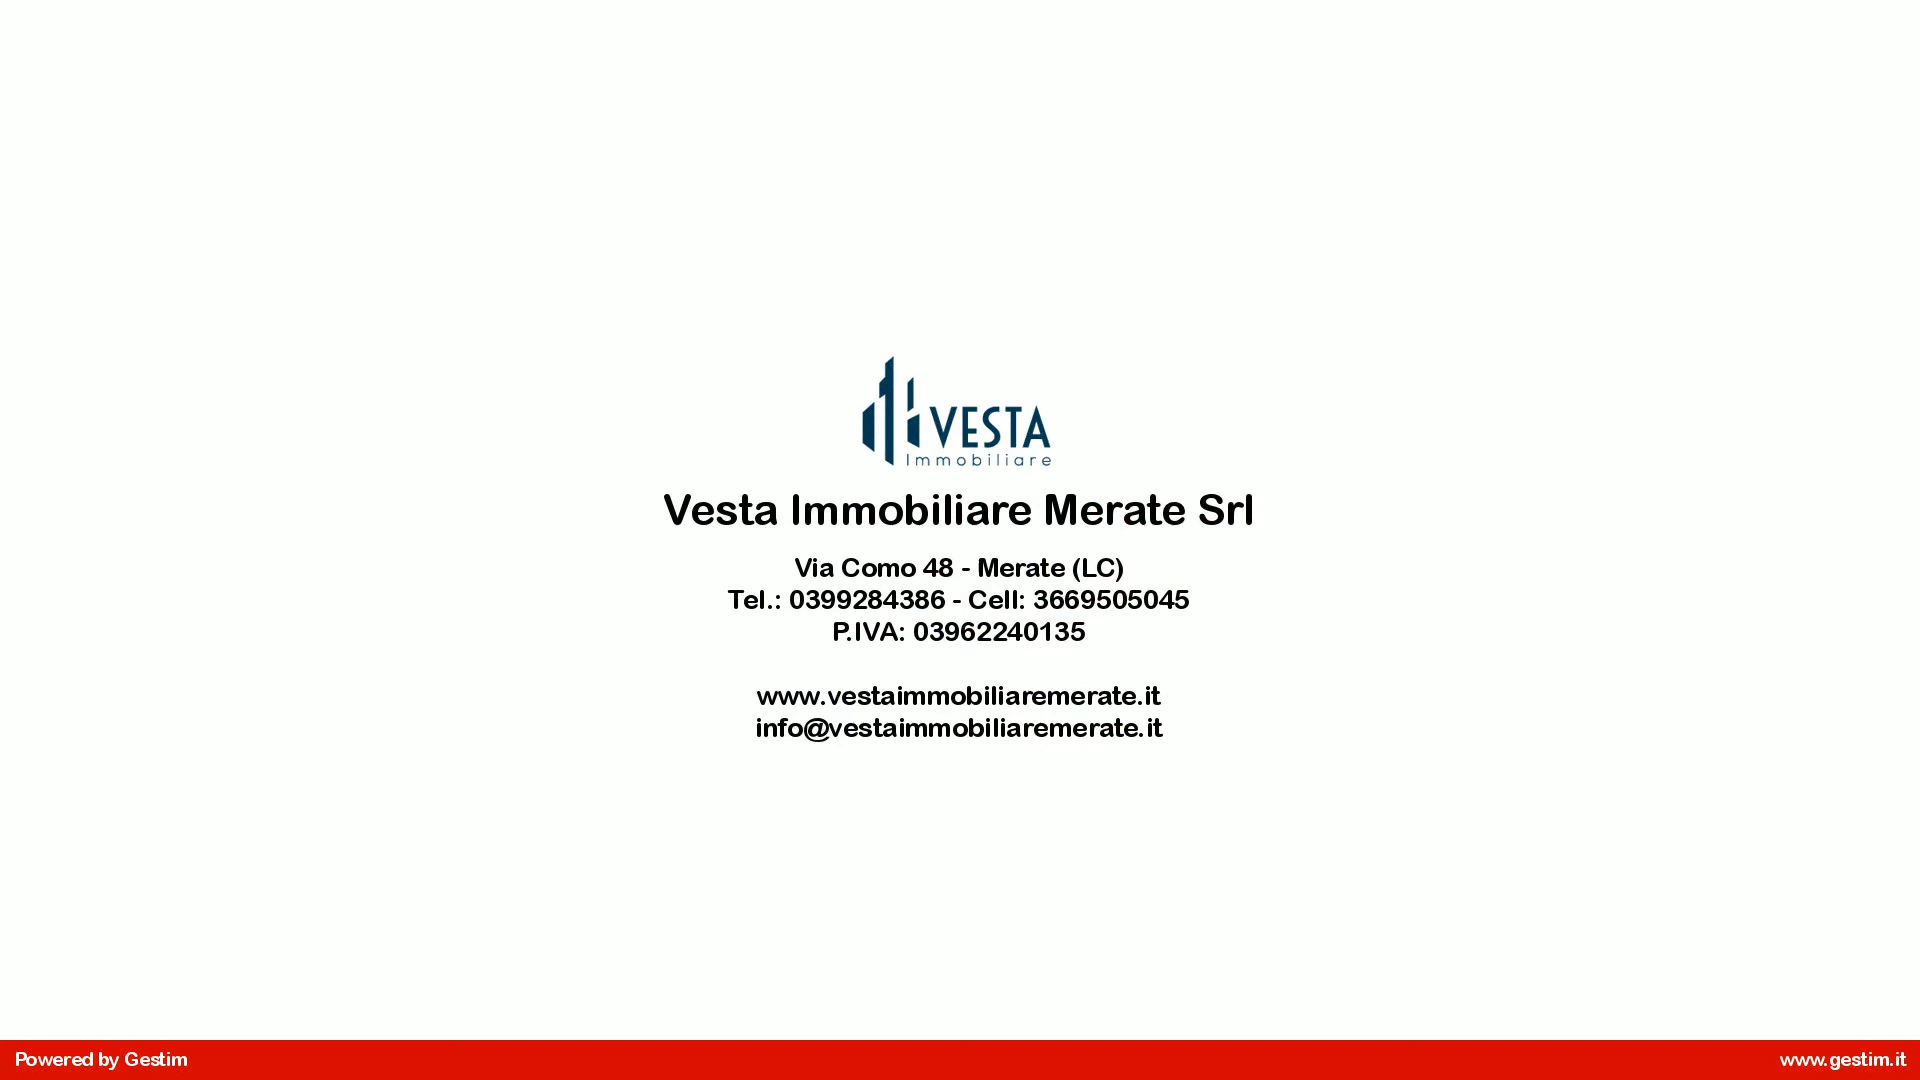 VESTA
Immobiliare
Vesta Immobiliare Merate Srl
Via Como 48 - Merate (LC)
Tel.: 0399284386 - Cell: 3669505045
P.IVA: 03962240135
www.vestaimmobiliaremerate.it
info@vestaimmobiliaremerate.it
Powered by Gestim
www.gestim.it